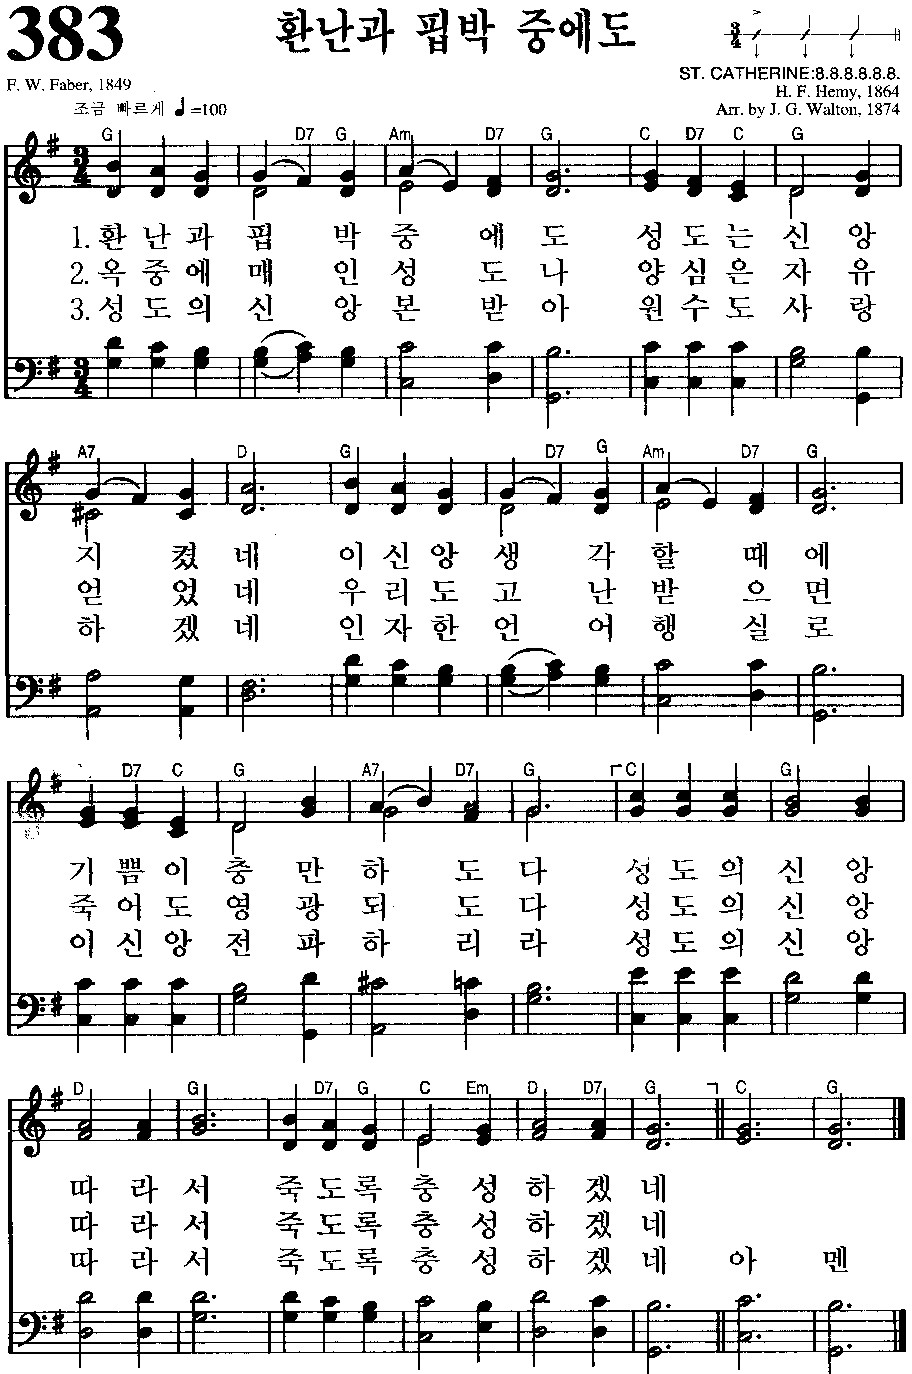 383
환난과 핍박 중에도
F. W. Faber, 1849
ST. CATHERINE:8.8.8.8.8.8.
H. F. Hemy, 1864
조금 빠르게 ♩=100
Arr. by J. G. Walton, 1874
G D7 G Am D7 G C D7 C G
1. 환 난 과 핍 박 중 에 도 성 도 는 신 앙
2. 옥 중 에 매 인 성 도 나 양 심 은 자 유
3. 성 도 의 신 앙 본 받 아 원 수 도 사 랑
A7 D G D7 G Am D7 G
지 켰 네 이 신 앙 생 각 할 때 에
얻 었 네 우 리 도 고 난 받 으 면
하 겠 네 인 자 한 언 어 행 실 로
D7 C G A7 D7 G C G
기 쁨 이 충 만 하 도 다 성 도 의 신 앙
죽 어 도 영 광 되 도 다 성 도 의 신 앙
이 신 앙 전 파 하 리 라 성 도 의 신 앙
D G D7 G C Em D D7 G C G
따 라 서 죽 도 록 충 성 하 겠 네
따 라 서 죽 도 록 충 성 하 겠 네
따 라 서 죽 도 록 충 성 하 겠 네 아 멘